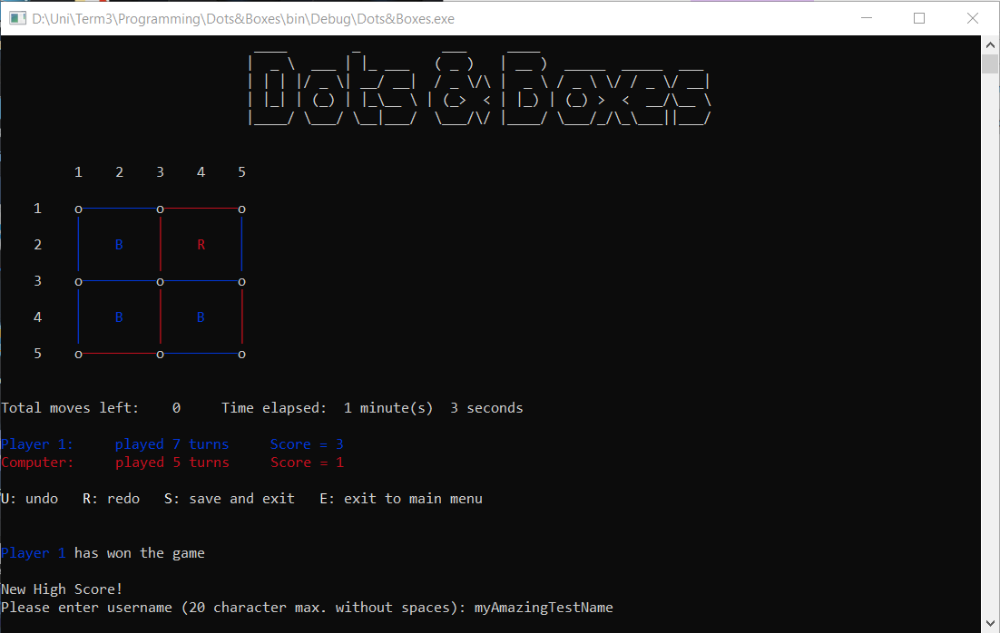 D:\Uni\Term3\Programming\Dots&Boxes\bin\Debug\Dots&Boxes.exe
Dots & Boxes
1 2 3 4 5
1 o o o
2 B R
3 o o o
4 B B
5 o o o
Total moves left: 0 Time elapsed: 1 minute(s) 3 seconds
Player 1: played 7 turns Score = 3
Computer: played 5 turns Score = 1
U: undo R: redo S: save and exit E: exit to main menu
Player 1 has won the game
New High Score!
Please enter username (20 character max. without spaces): myAmazingTestName